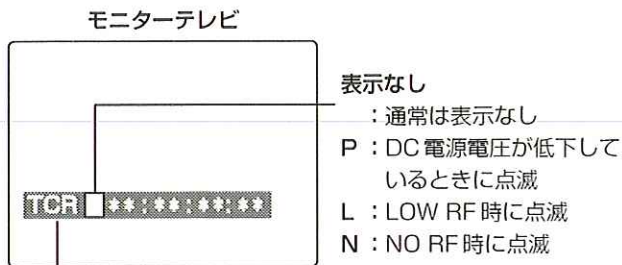 モニターテレビ
表示なし
：通常は表示なし
P：DC電源電圧が低下して
いるときに点滅
L：LOW RF時に点滅
N：NO RF時に点滅
TCR □**:**:**:**